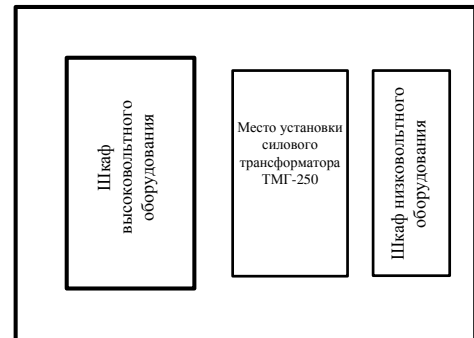 Шкаф
высоковольтного
оборудования
Место установки
силового
трансформатора
ТМГ-250
Шкаф низковольтного
оборудования